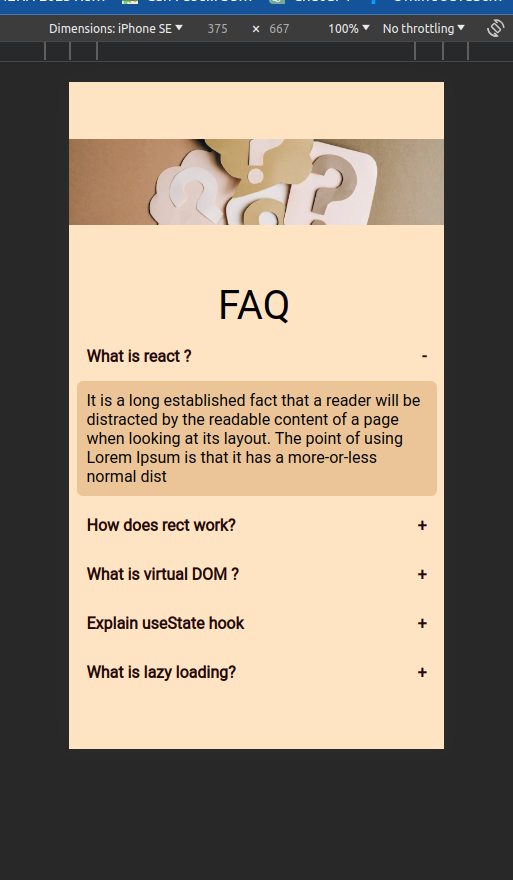 Dimensions: iPhone SE 375 × 667 100% No throttling
FAQ
What is react ? -
It is a long established fact that a reader will be
distracted by the readable content of a page
when looking at its layout. The point of using
Lorem Ipsum is that it has a more-or-less
normal dist
How does rect work? +
What is virtual DOM ? +
Explain useState hook +
What is lazy loading? +